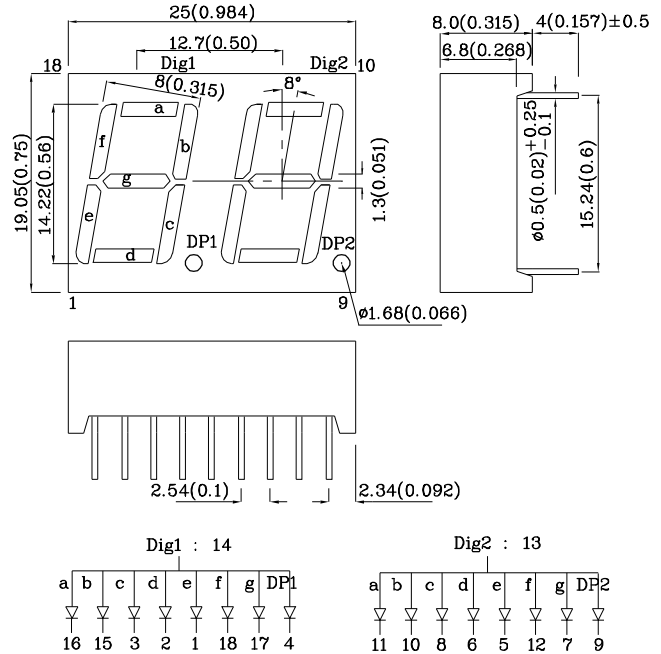 25(0.984)
8.0(0.315)
4(0.157)±0.5
12.7(0.50)
6.8(0.268)
18
Dig1
Dig2
10
8(0.315)
8°
a
f
b
g
e
c
d
DP1
DP2
19.05(0.75)
14.22(0.56)
1.3(0.051)
ø0.5(0.02)+0.25 -0.1
15.24(0.6)
1
9
ø1.68(0.066)
2.54(0.1)
2.34(0.092)
Dig1 : 14
a b c d e f g DP1
16 15 3 2 1 18 17 4
Dig2 : 13
a b c d e f g DP2
11 10 8 6 5 12 7 9